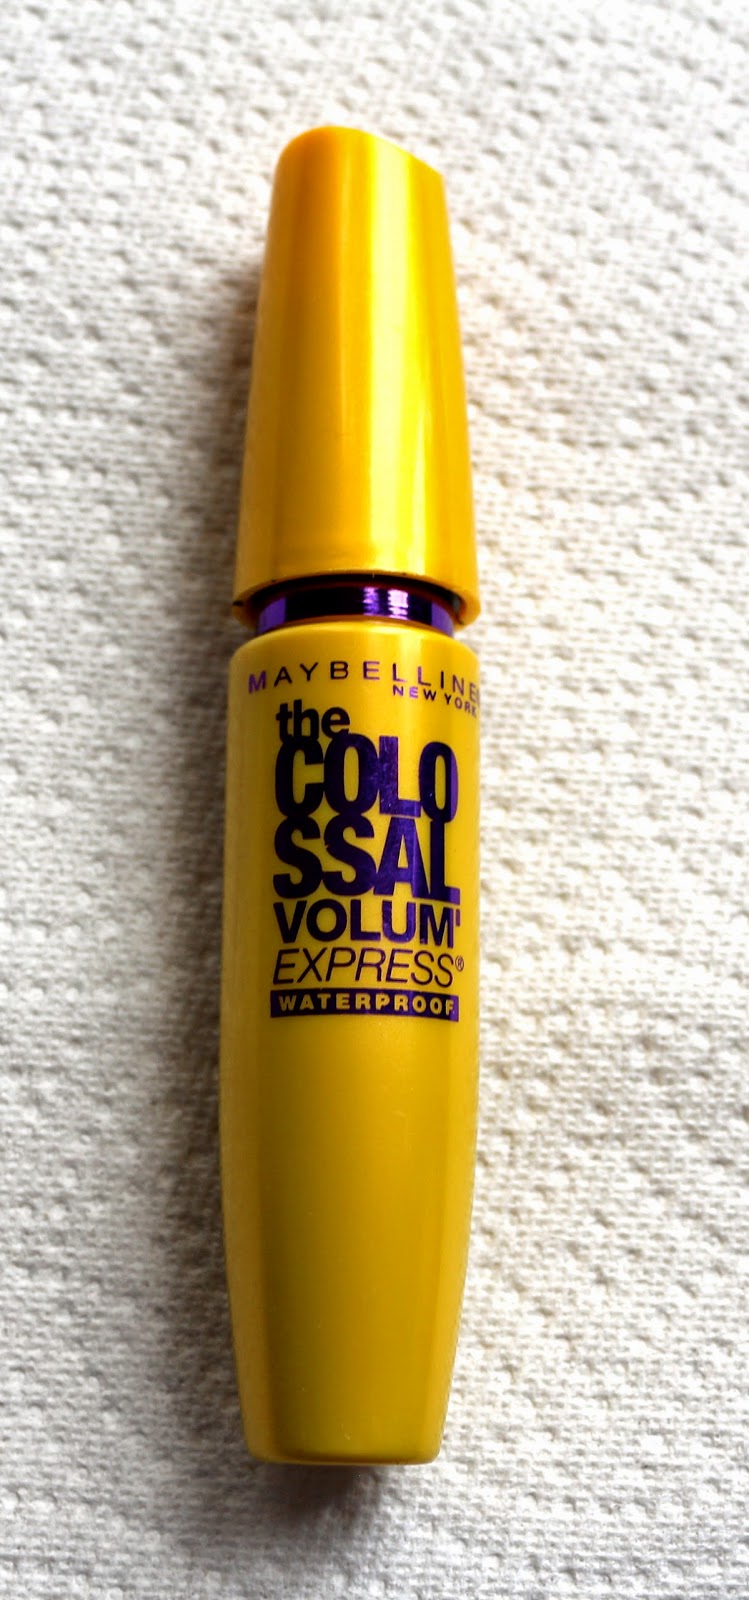 MAYBELLINE
NEW YORK
the
COLO
SSAL
VOLUM'
EXPRESS®
WATERPROOF